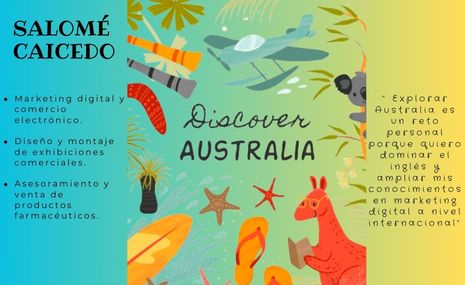 SALOMÉ
CAICEDO
Marketing digital y
comercio
electrónico.
Diseño y montaje
de exhibiciones
comerciales.
Asesoramiento y
venta de
productos
farmacéuticos.
Discover
AUSTRALIA
" Explorar
Australia es
un reto
personal
porque quiero
dominar el
inglés y
ampliar mis
conocimientos
en marketing
digital a nivel
internacional"